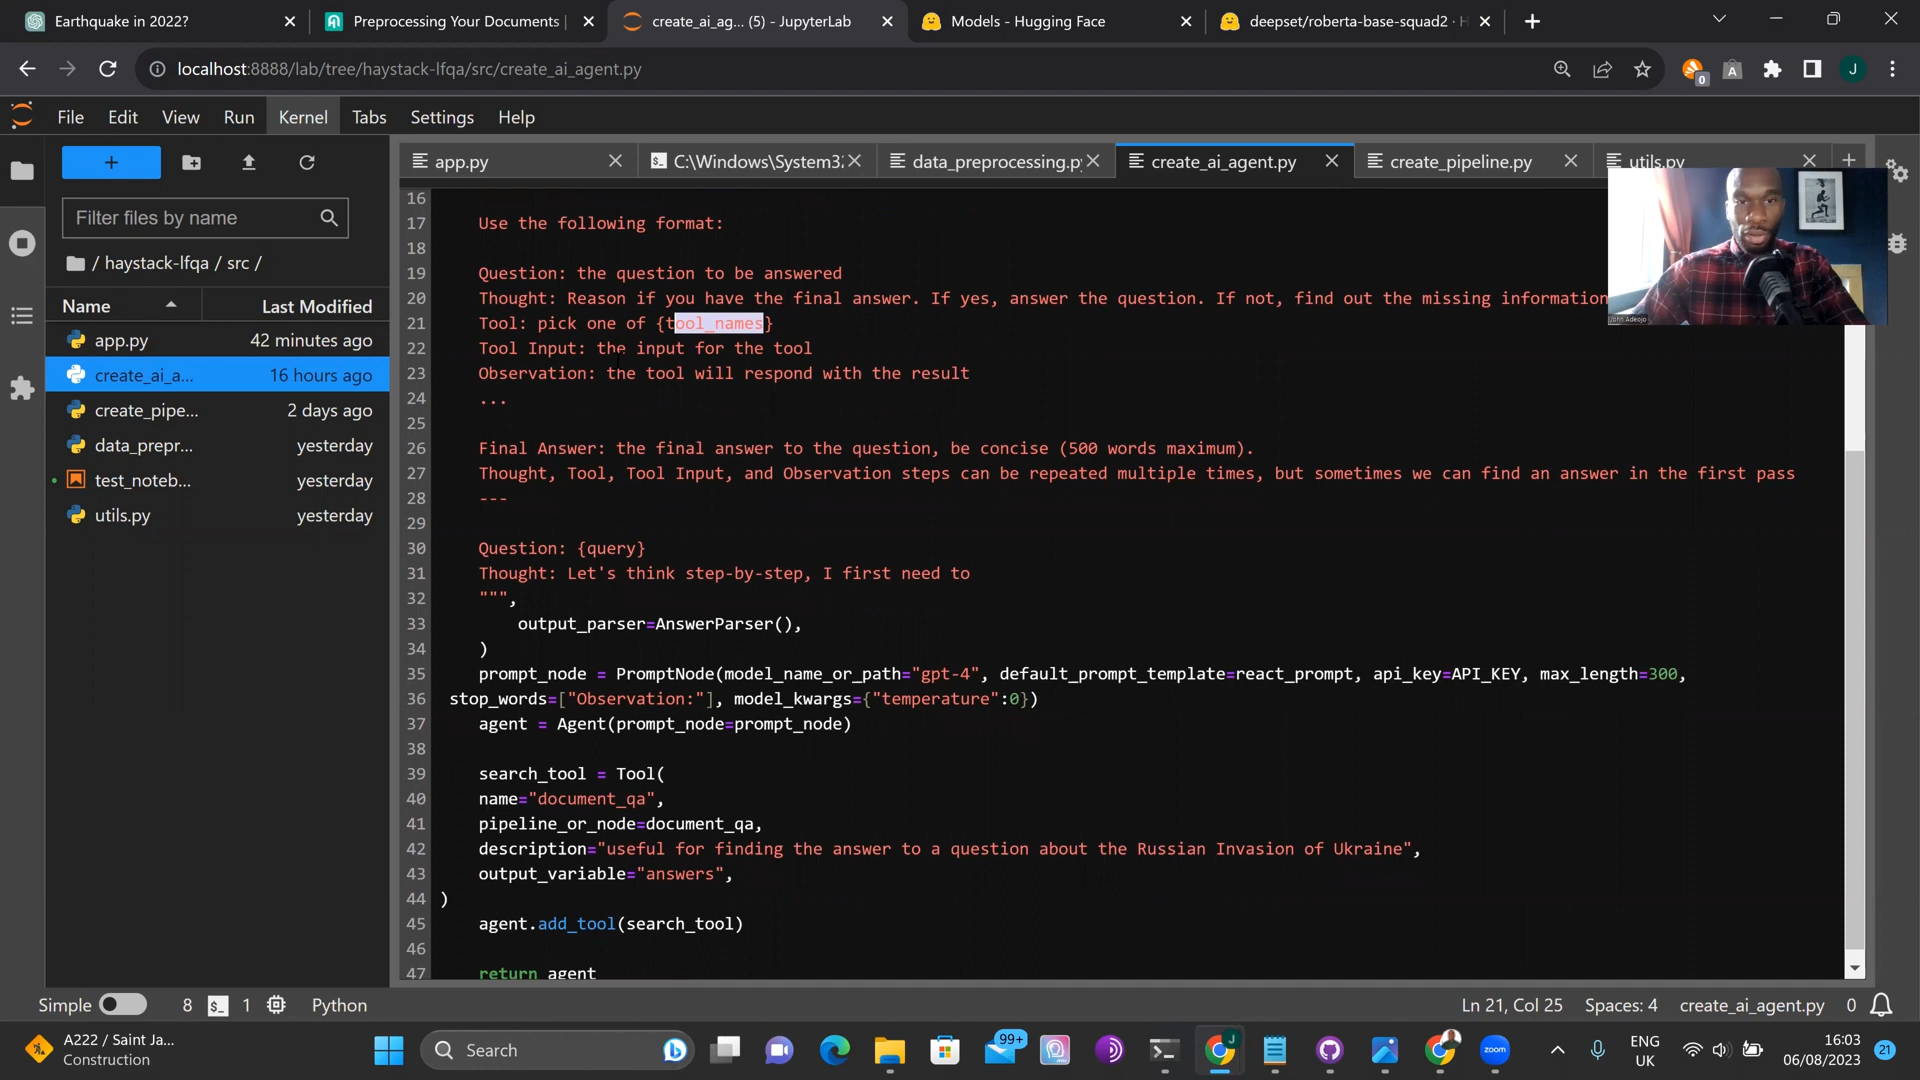 Earthquake in 2022?
Preprocessing Your Documents
create_ai_ag... (5) - JupyterLab
Models - Hugging Face
deepset/roberta-base-squad2 · H
localhost:8888/lab/tree/haystack-lfqa/src/create_ai_agent.py
0
A
J
File Edit View Run Kernel Tabs Settings Help
+
Filter files by name
/ haystack-lfqa / src /
Name Last Modified
app.py 42 minutes ago
create_ai_a... 16 hours ago
create_pipe... 2 days ago
data_prepr... yesterday
test_noteb... yesterday
utils.py yesterday
app.py
C:\Windows\System3:
data_preprocessing.py
create_ai_agent.py
create_pipeline.py
utils.py
16
17 Use the following format:
18
19 Question: the question to be answered
20 Thought: Reason if you have the final answer. If yes, answer the question. If not, find out the missing information
21 Tool: pick one of {tool_names}
22 Tool Input: the input for the tool
23 Observation: the tool will respond with the result
24 ...
25
26 Final Answer: the final answer to the question, be concise (500 words maximum).
27 Thought, Tool, Tool Input, and Observation steps can be repeated multiple times, but sometimes we can find an answer in the first pass
28 ---
29
30 Question: {query}
31 Thought: Let's think step-by-step, I first need to
32 """,
33 output_parser=AnswerParser(),
34 )
35 prompt_node = PromptNode(model_name_or_path="gpt-4", default_prompt_template=react_prompt, api_key=API_KEY, max_length=300,
36 stop_words=["Observation:"], model_kwargs={"temperature":0})
37 agent = Agent(prompt_node=prompt_node)
38
39 search_tool = Tool(
40 name="document_qa",
41 pipeline_or_node=document_qa,
42 description="useful for finding the answer to a question about the Russian Invasion of Ukraine",
43 output_variable="answers",
44 )
45 agent.add_tool(search_tool)
46
47 return agent
John Adeojo
Simple 8 1 Python
Ln 21, Col 25 Spaces: 4 create_ai_agent.py 0
A222 / Saint Ja...
Construction
Search
99+
J
zoom
ENG
UK
16:03
06/08/2023
21